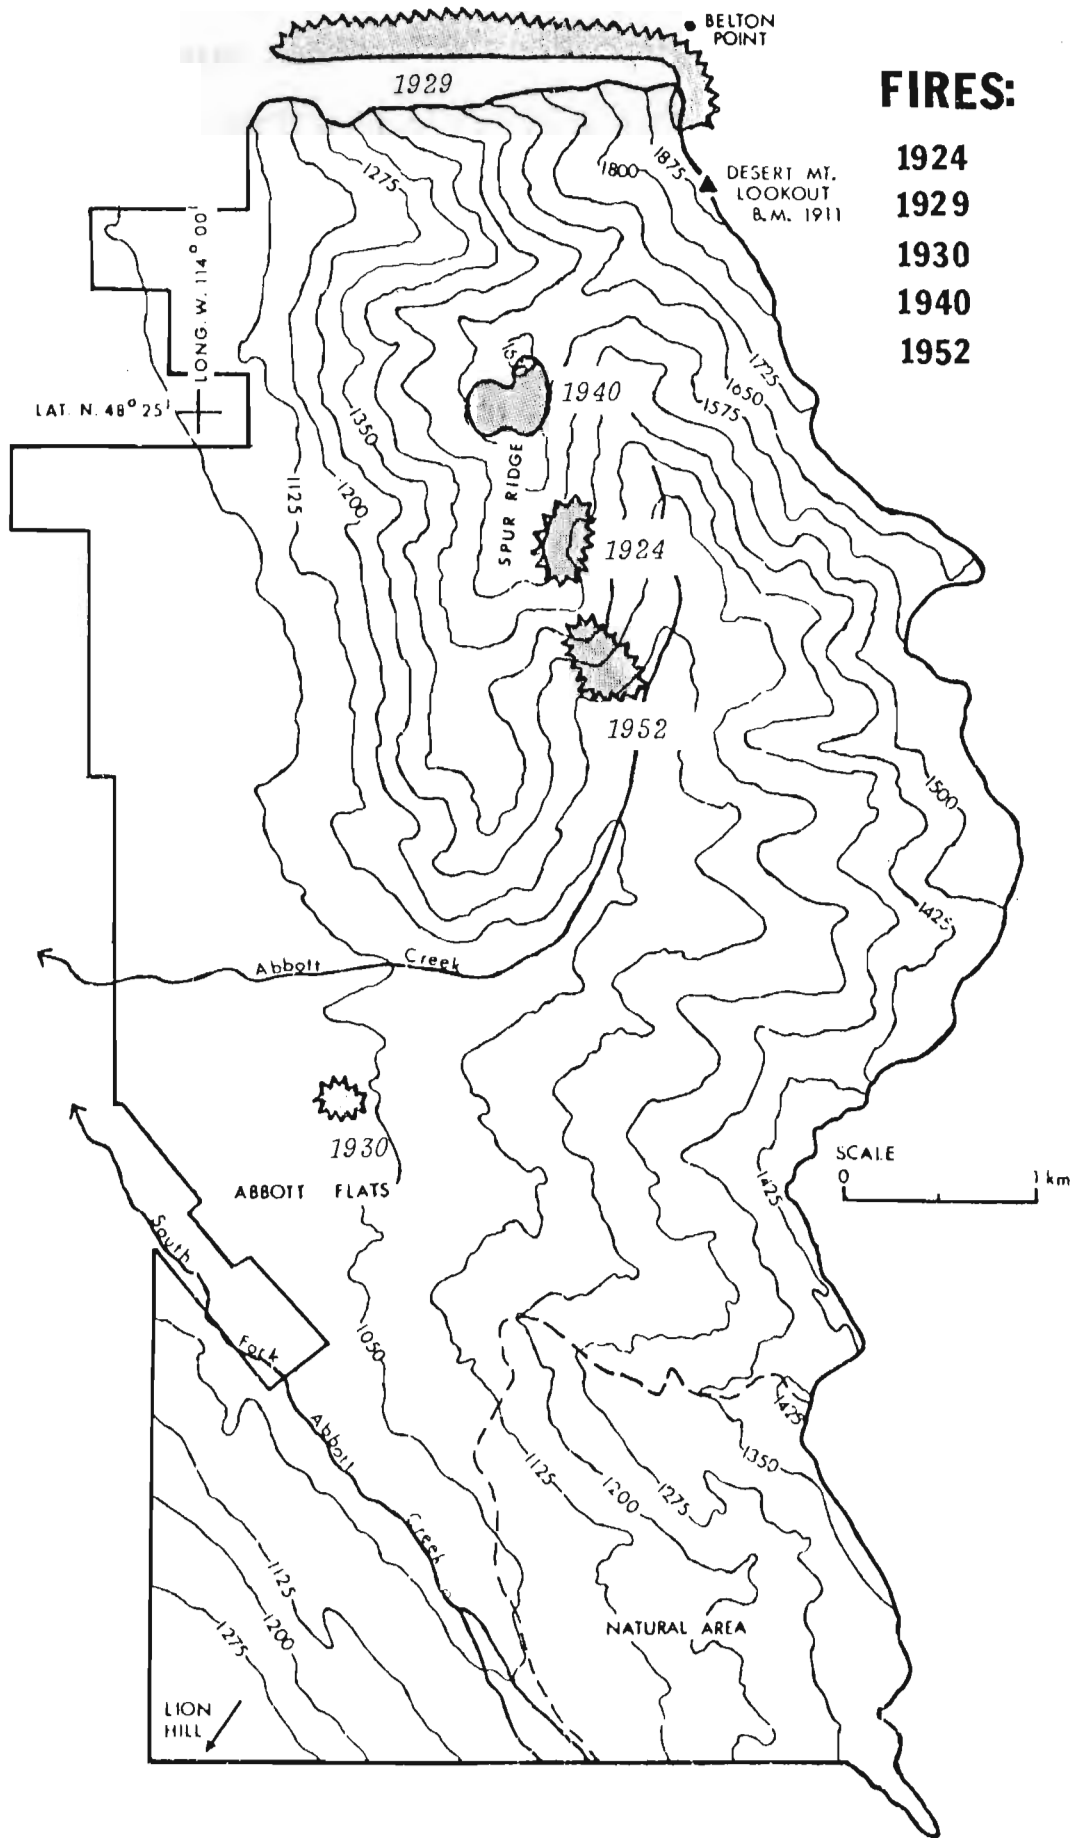 BELTON
POINT
1929
FIRES:
1924
1929
1930
1940
1952
1275
1800
1875
DESERT MT.
LOOKOUT
B.M. 1911
LONG. W. 114° 00'
LAT. N. 48° 25'
1940
1725
1650
1575
1350
1125
1200
SPUR RIDGE
1924
1952
1500
1425
Abbott Creek
1930
ABBOTT FLATS
SCALE
0 1 km
1425
South Fork Abbott Creek
1050
1425
1350
1125
1200
1275
1125
1200
1275
NATURAL AREA
LION
HILL